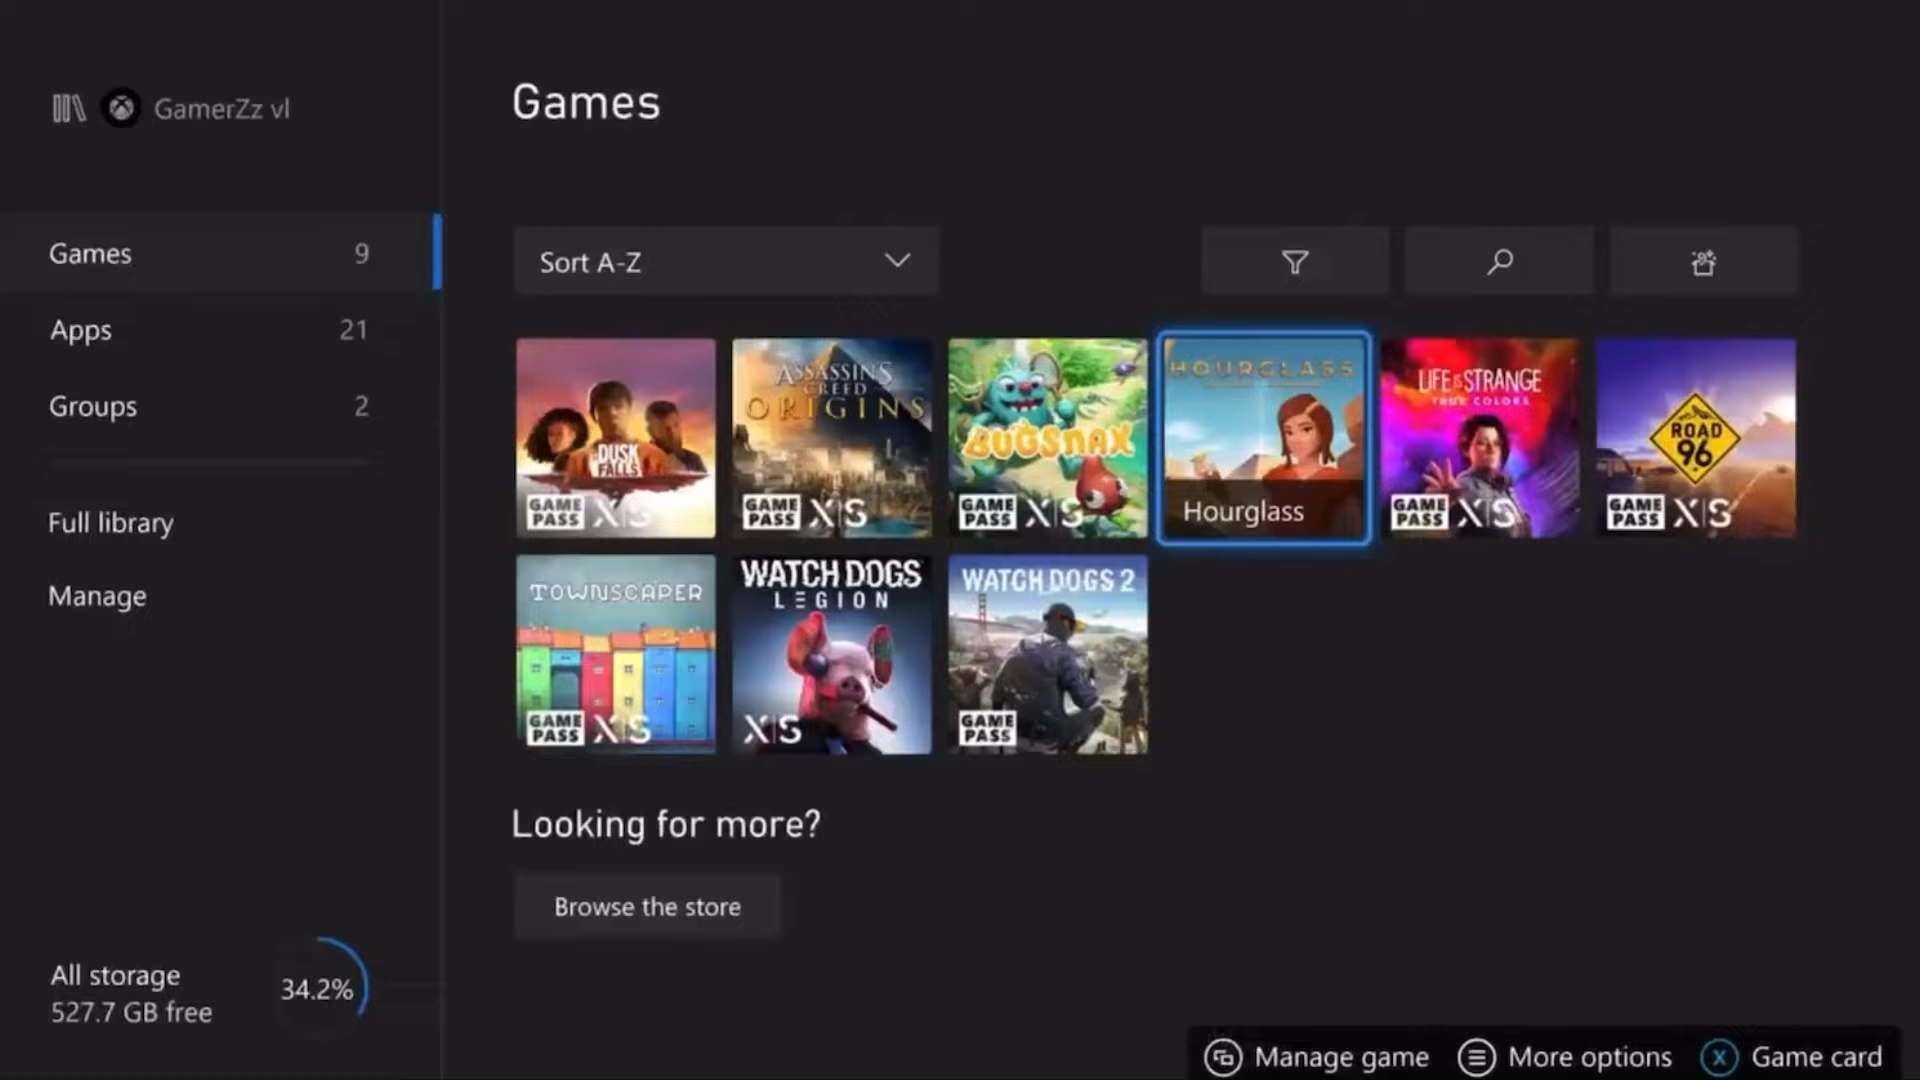 GamerZz vl
Games
Games 9
Apps 21
Groups 2
Full library
Manage
All storage
527.7 GB free
34.2%
Sort A-Z
DUSK
FALLS
GAME
PASS X|S
ASSASSIN'S
CREED
ORIGINS
GAME
PASS X|S
BUGSNAX
GAME
PASS X|S
HOURGLASS
Hourglass
LIFE IS STRANGE
TRUE COLORS
GAME
PASS X|S
ROAD
96
GAME
PASS X|S
TOWNSCAPER
GAME
PASS X|S
WATCH DOGS
LEGION
X|S
WATCH DOGS 2
GAME
PASS
Looking for more?
Browse the store
Manage game
More options
X Game card